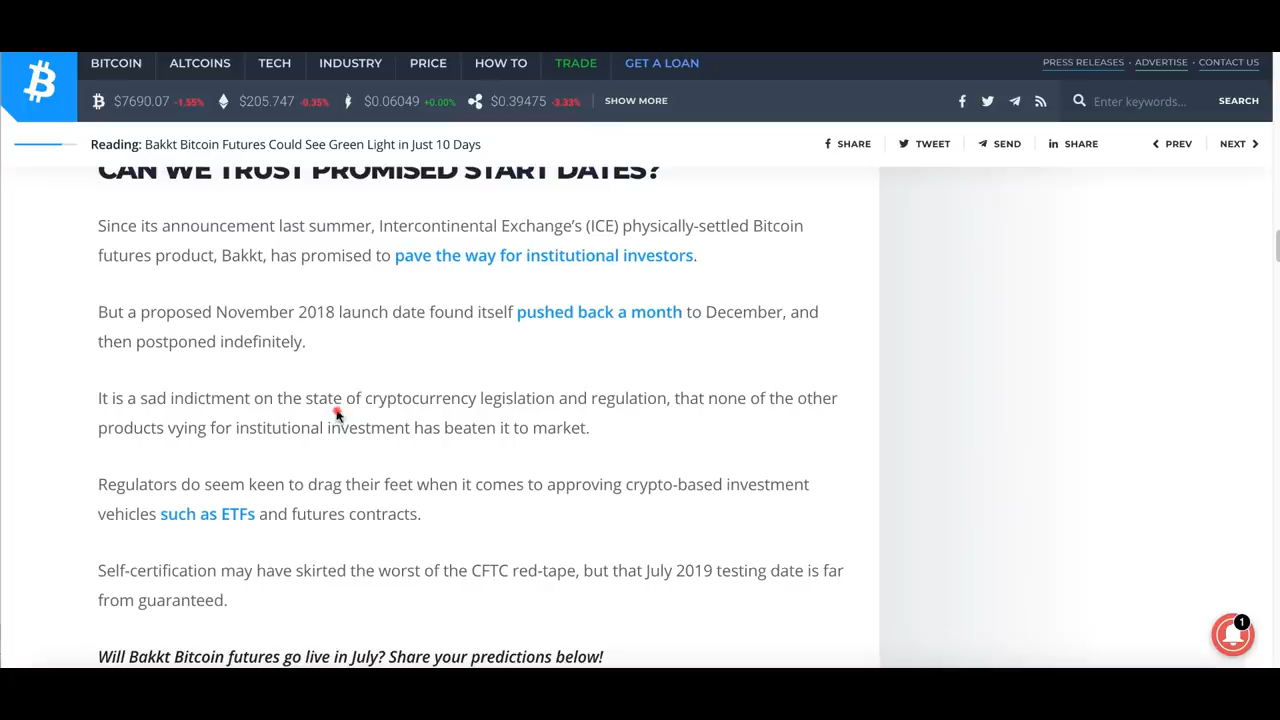 BITCOIN ALTCOINS TECH INDUSTRY PRICE HOW TO TRADE GET A LOAN PRESS RELEASES · ADVERTISE · CONTACT US
$7690.07 -1.55% $205.747 -0.35% $0.06049 +0.00% $0.39475 -3.33% SHOW MORE Enter keywords... SEARCH
Reading: Bakkt Bitcoin Futures Could See Green Light in Just 10 Days SHARE TWEET SEND SHARE PREV NEXT
CAN WE TRUST PROMISED START DATES?
Since its announcement last summer, Intercontinental Exchange's (ICE) physically-settled Bitcoin
futures product, Bakkt, has promised to pave the way for institutional investors.
But a proposed November 2018 launch date found itself pushed back a month to December, and
then postponed indefinitely.
It is a sad indictment on the state of cryptocurrency legislation and regulation, that none of the other
products vying for institutional investment has beaten it to market.
Regulators do seem keen to drag their feet when it comes to approving crypto-based investment
vehicles such as ETFs and futures contracts.
Self-certification may have skirted the worst of the CFTC red-tape, but that July 2019 testing date is far
from guaranteed.
1
Will Bakkt Bitcoin futures go live in July? Share your predictions below!